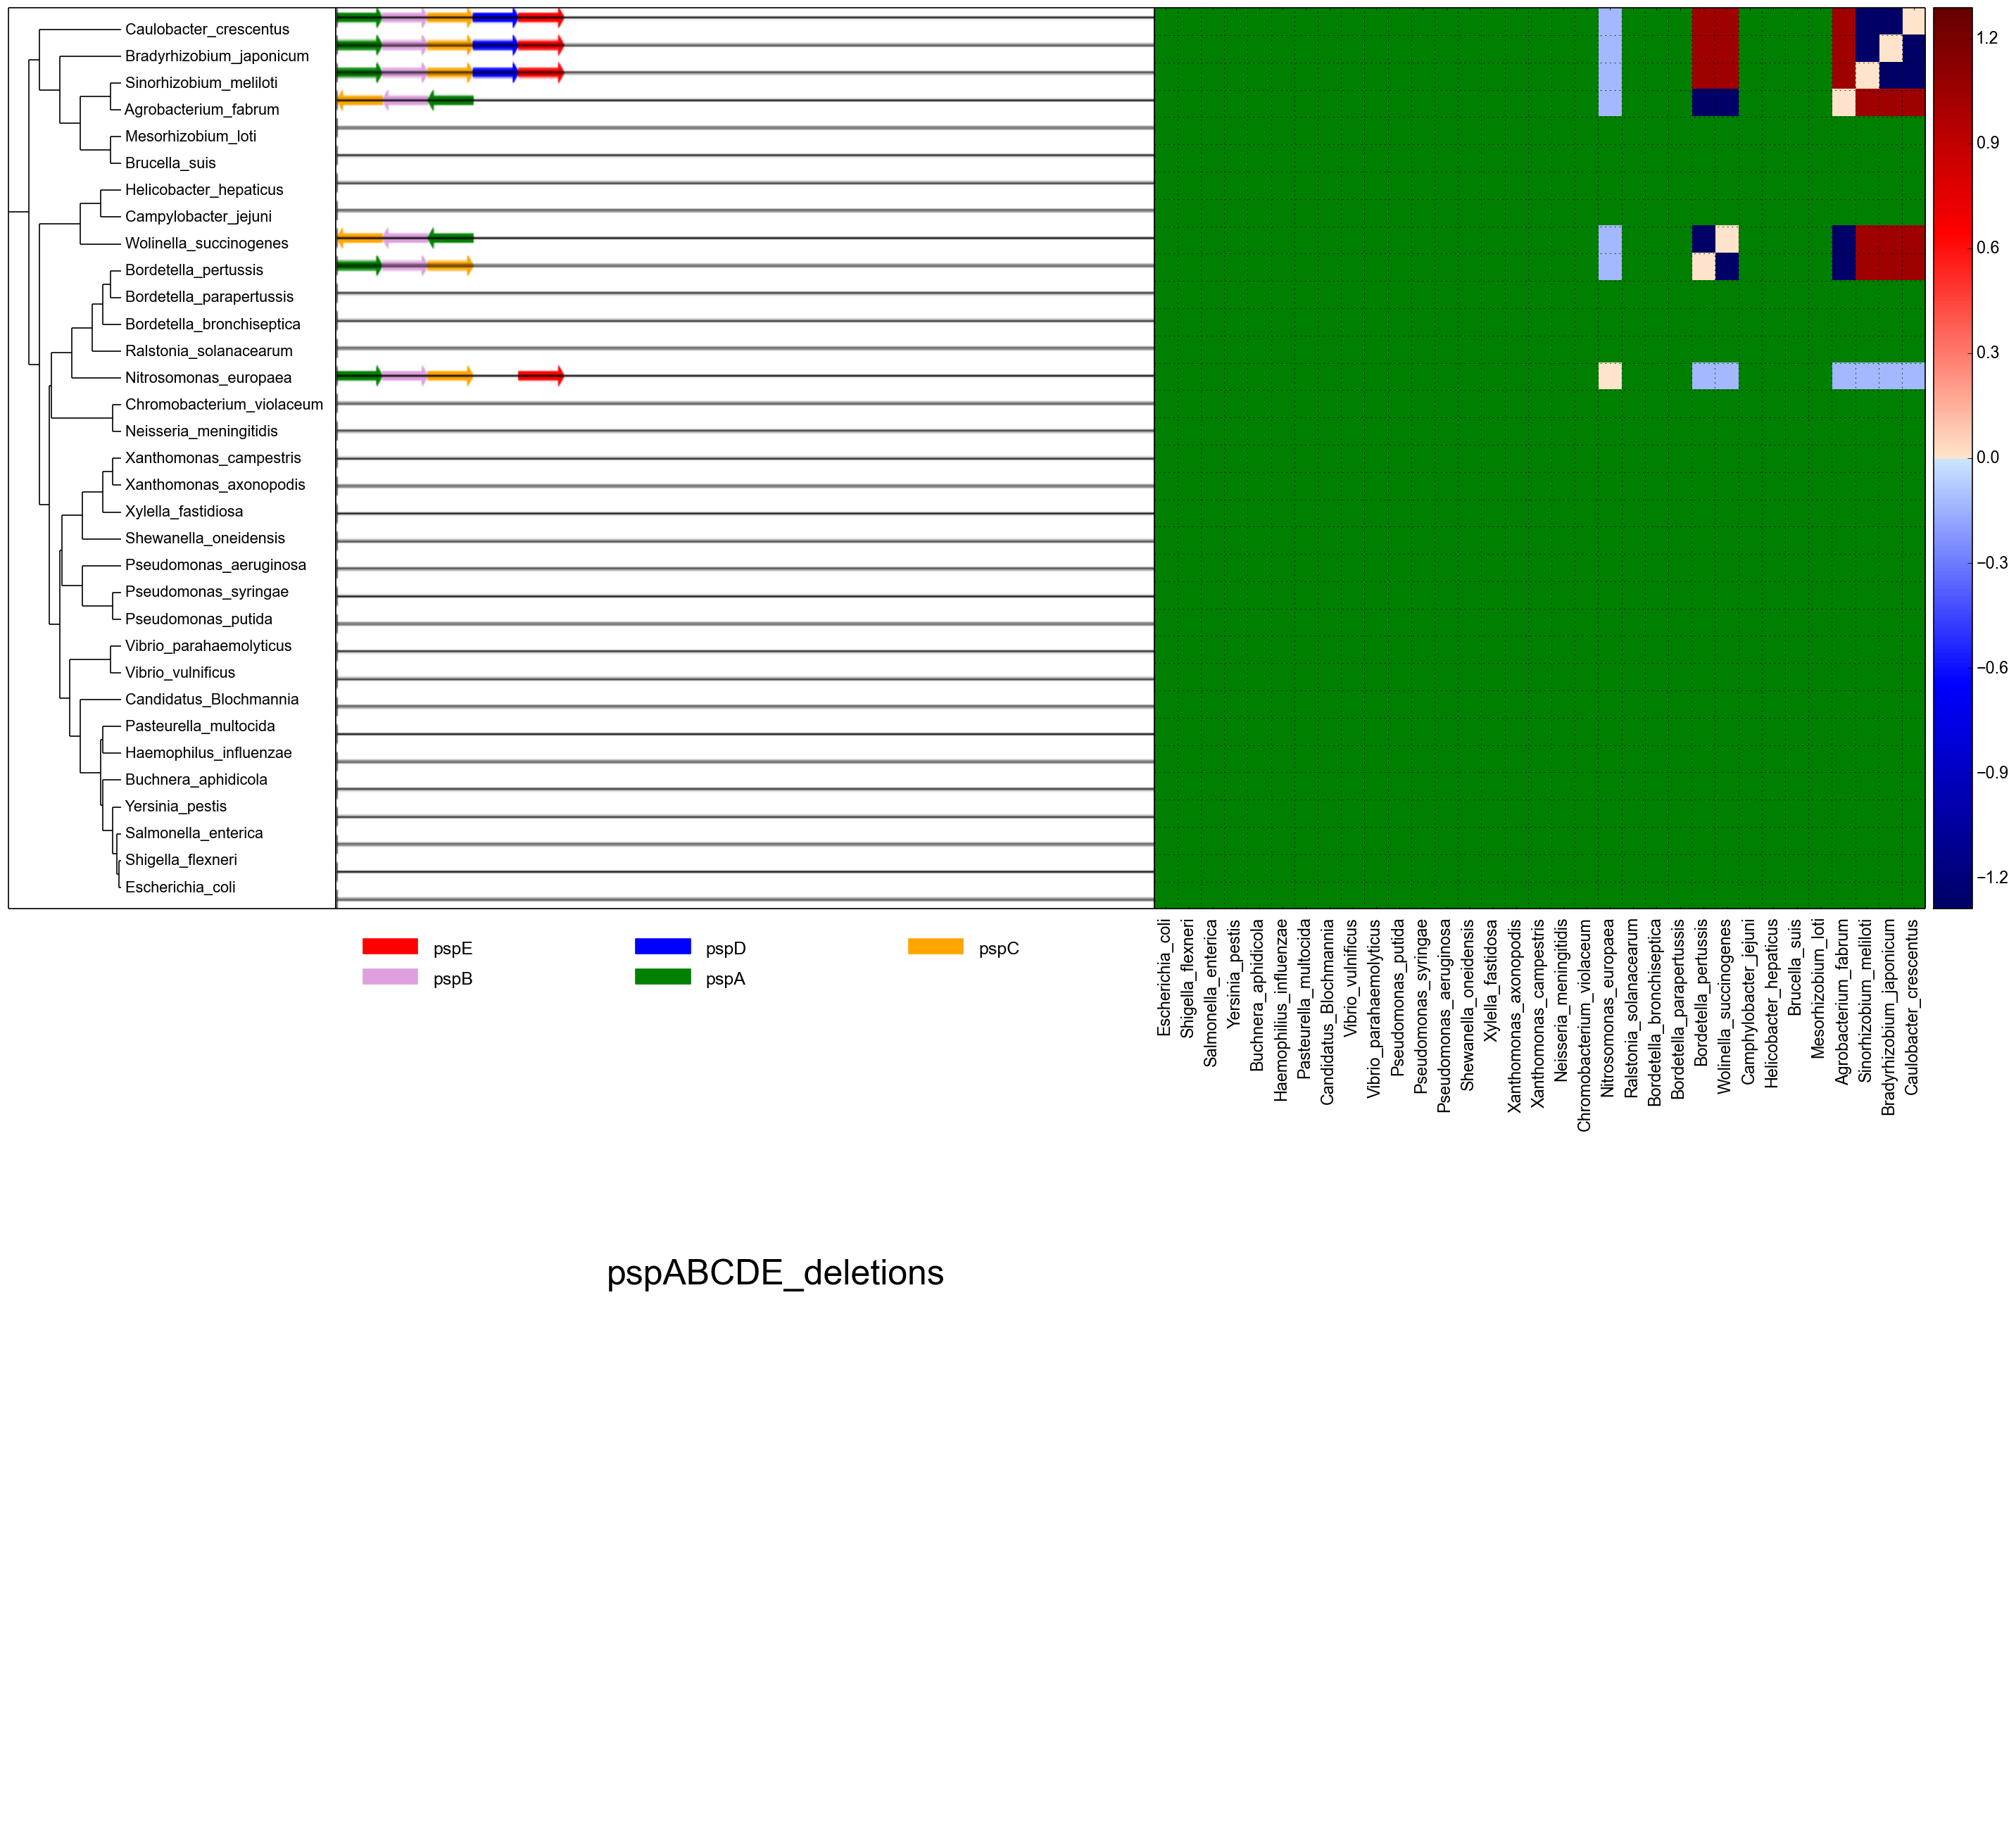 Caulobacter_crescentus
Bradyrhizobium_japonicum
Sinorhizobium_meliloti
Agrobacterium_fabrum
Mesorhizobium_loti
Brucella_suis
Helicobacter_hepaticus
Campylobacter_jejuni
Wolinella_succinogenes
Bordetella_pertussis
Bordetella_parapertussis
Bordetella_bronchiseptica
Ralstonia_solanacearum
Nitrosomonas_europaea
Chromobacterium_violaceum
Neisseria_meningitidis
Xanthomonas_campestris
Xanthomonas_axonopodis
Xylella_fastidiosa
Shewanella_oneidensis
Pseudomonas_aeruginosa
Pseudomonas_syringae
Pseudomonas_putida
Vibrio_parahaemolyticus
Vibrio_vulnificus
Candidatus_Blochmannia
Pasteurella_multocida
Haemophilus_influenzae
Buchnera_aphidicola
Yersinia_pestis
Salmonella_enterica
Shigella_flexneri
Escherichia_coli
1.2
0.9
0.6
0.3
0.0
−0.3
−0.6
−0.9
−1.2
pspE pspD pspC
pspB pspA
Escherichia_coli
Shigella_flexneri
Salmonella_enterica
Yersinia_pestis
Buchnera_aphidicola
Haemophilus_influenzae
Pasteurella_multocida
Candidatus_Blochmannia
Vibrio_vulnificus
Vibrio_parahaemolyticus
Pseudomonas_putida
Pseudomonas_syringae
Pseudomonas_aeruginosa
Shewanella_oneidensis
Xylella_fastidiosa
Xanthomonas_axonopodis
Xanthomonas_campestris
Neisseria_meningitidis
Chromobacterium_violaceum
Nitrosomonas_europaea
Ralstonia_solanacearum
Bordetella_bronchiseptica
Bordetella_parapertussis
Bordetella_pertussis
Wolinella_succinogenes
Camphylobacter_jejuni
Helicobacter_hepaticus
Brucella_suis
Mesorhizobium_loti
Agrobacterium_fabrum
Sinorhizobium_meliloti
Bradyrhizobium_japonicum
Caulobacter_crescentus
pspABCDE_deletions